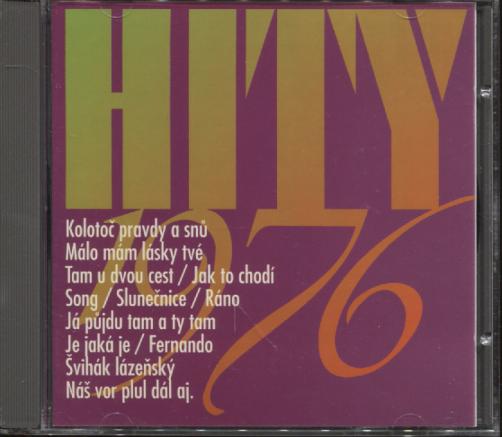 HITY
1976
Kolotoč pravdy a snů
Málo mám lásky tvé
Tam u dvou cest / Jak to chodí
Song / Slunečnice / Ráno
Já půjdu tam a ty tam
Je jaká je / Fernando
Švihák lázeňský
Náš vor plul dál aj.